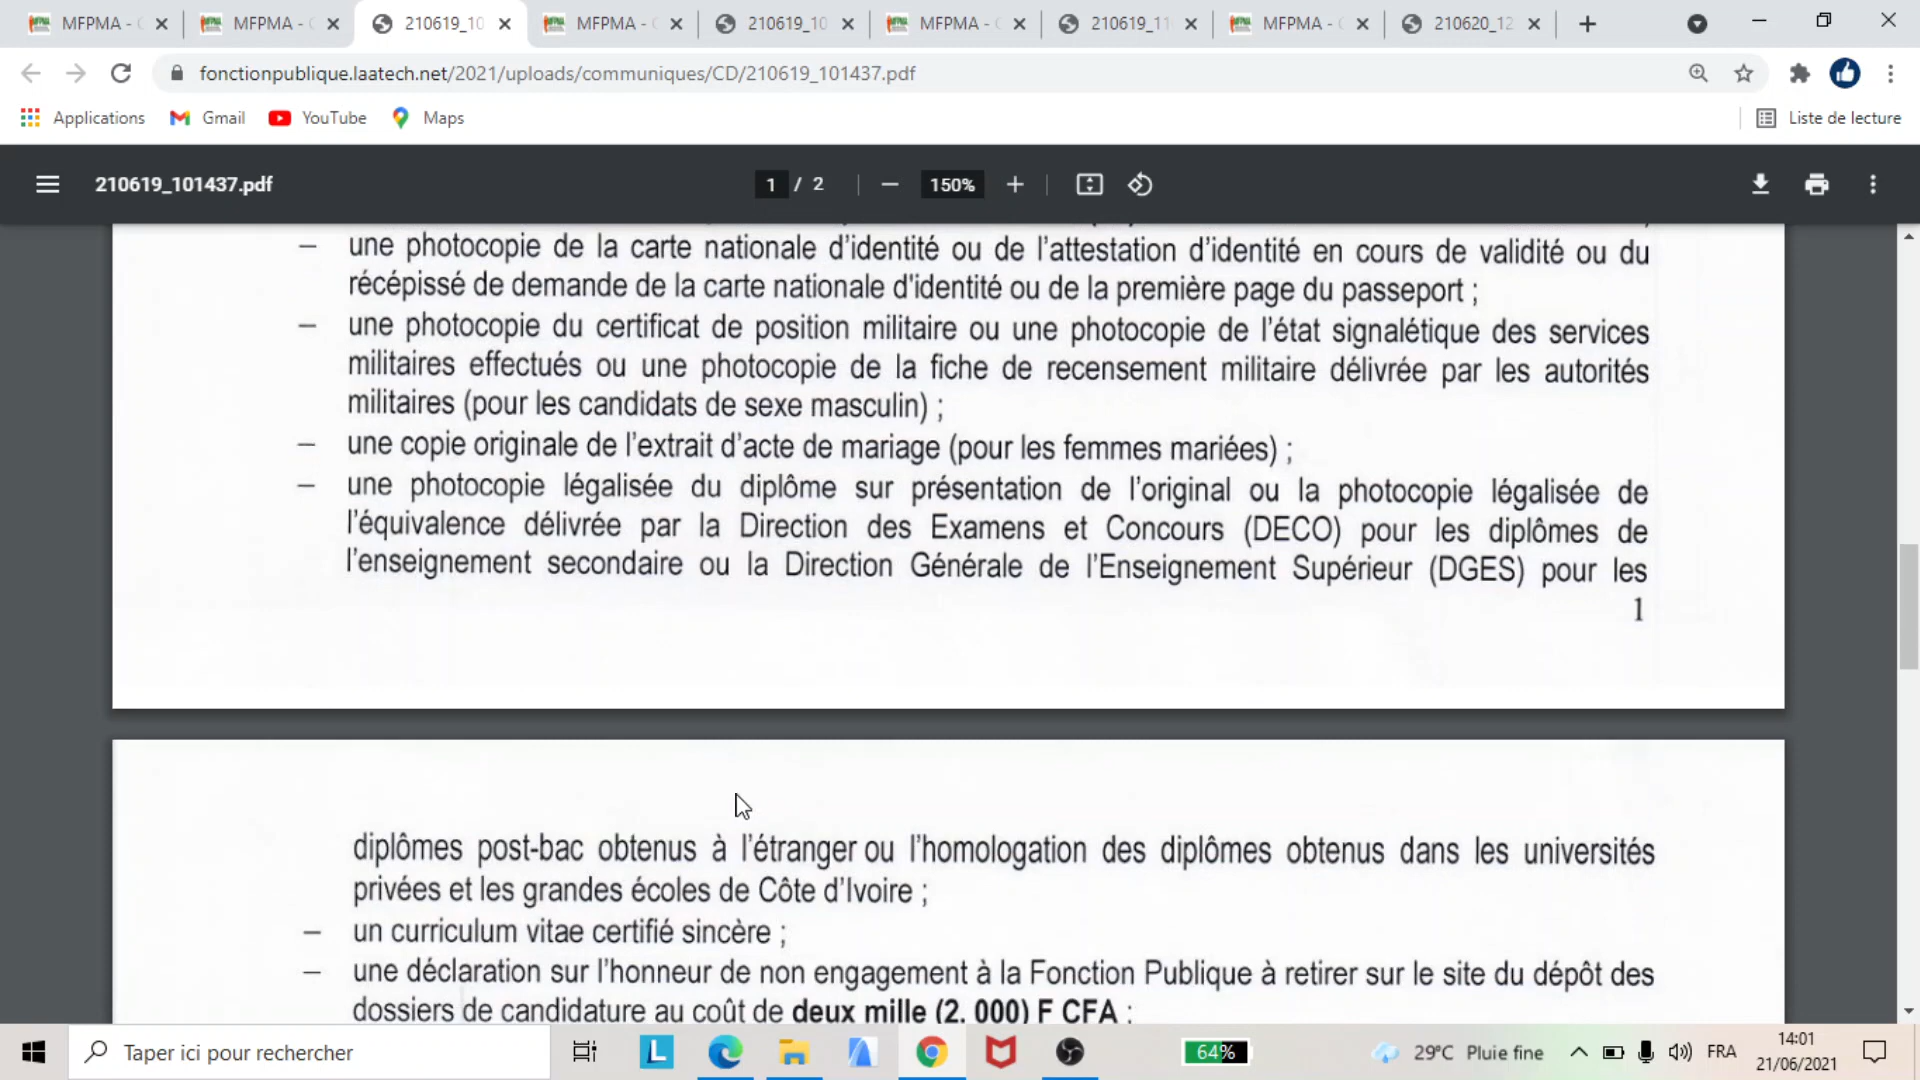 MFPMA - C
MFPMA - C
210619_10
MFPMA - C
210619_10
MFPMA - C
210619_11
MFPMA - C
210620_12
fonctionpublique.laatech.net/2021/uploads/communiques/CD/210619_101437.pdf
Applications
Gmail
YouTube
Maps
Liste de lecture
210619_101437.pdf
1 / 2
150%
– une photocopie de la carte nationale d'identité ou de l'attestation d'identité en cours de validité ou du
récépissé de demande de la carte nationale d'identité ou de la première page du passeport ;
– une photocopie du certificat de position militaire ou une photocopie de l'état signalétique des services
militaires effectués ou une photocopie de la fiche de recensement militaire délivrée par les autorités
militaires (pour les candidats de sexe masculin) ;
– une copie originale de l'extrait d'acte de mariage (pour les femmes mariées) ;
– une photocopie légalisée du diplôme sur présentation de l'original ou la photocopie légalisée de
l'équivalence délivrée par la Direction des Examens et Concours (DECO) pour les diplômes de
l'enseignement secondaire ou la Direction Générale de l'Enseignement Supérieur (DGES) pour les
1
diplômes post-bac obtenus à l'étranger ou l'homologation des diplômes obtenus dans les universités
privées et les grandes écoles de Côte d'Ivoire ;
– un curriculum vitae certifié sincère ;
– une déclaration sur l'honneur de non engagement à la Fonction Publique à retirer sur le site du dépôt des
dossiers de candidature au coût de deux mille (2. 000) F CFA ;
Taper ici pour rechercher
L
64%
29°C Pluie fine
FRA
14:01
21/06/2021